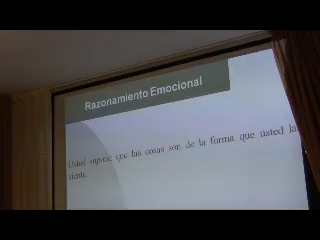 Razonamiento Emocional
Usted supone que las cosas son de la forma que usted la
siente.